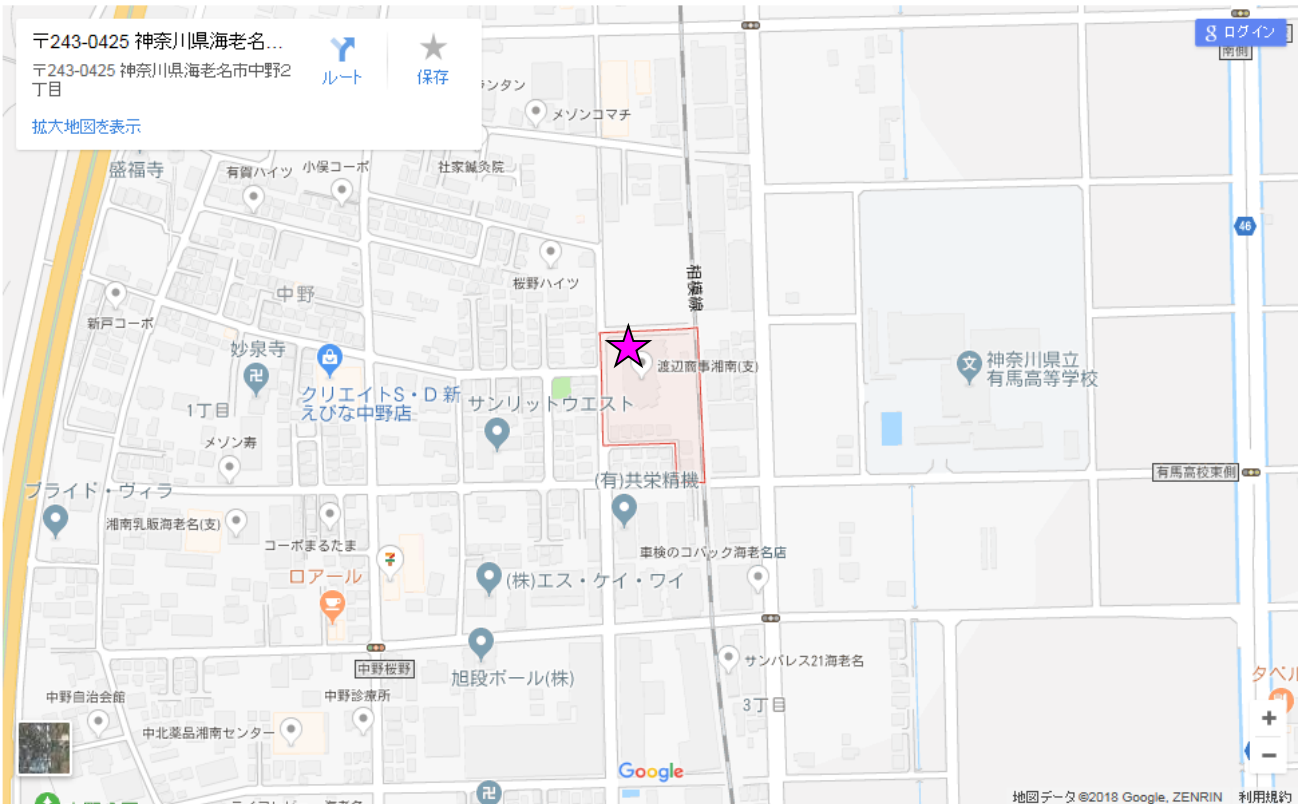 〒243-0425 神奈川県海老名...
〒243-0425 神奈川県海老名市中野2
丁目
拡大地図を表示
ルート
保存
ログイン
南側
ランタン
メゾンコマチ
盛福寺
有賀ハイツ
小俣コーポ
社家鍼灸院
46
桜野ハイツ
相模線
中野
新戸コーポ
妙泉寺
クリエイトS・D 新
えびな中野店
渡辺商事湘南(支)
神奈川県立
有馬高等学校
1丁目
サンリットウエスト
メゾン寿
(有)共栄精機
有馬高校東側
プライド・ヴィラ
湘南乳販海老名(支)
コーポまるたま
車検のコバック海老名店
ロアール
(株)エス・ケイ・ワイ
中野桜野
旭段ボール(株)
サンパレス21海老名
タベル
中野自治会館
中野診療所
3丁目
中北薬品湘南センター
Google
地図データ ©2018 Google, ZENRIN
利用規約